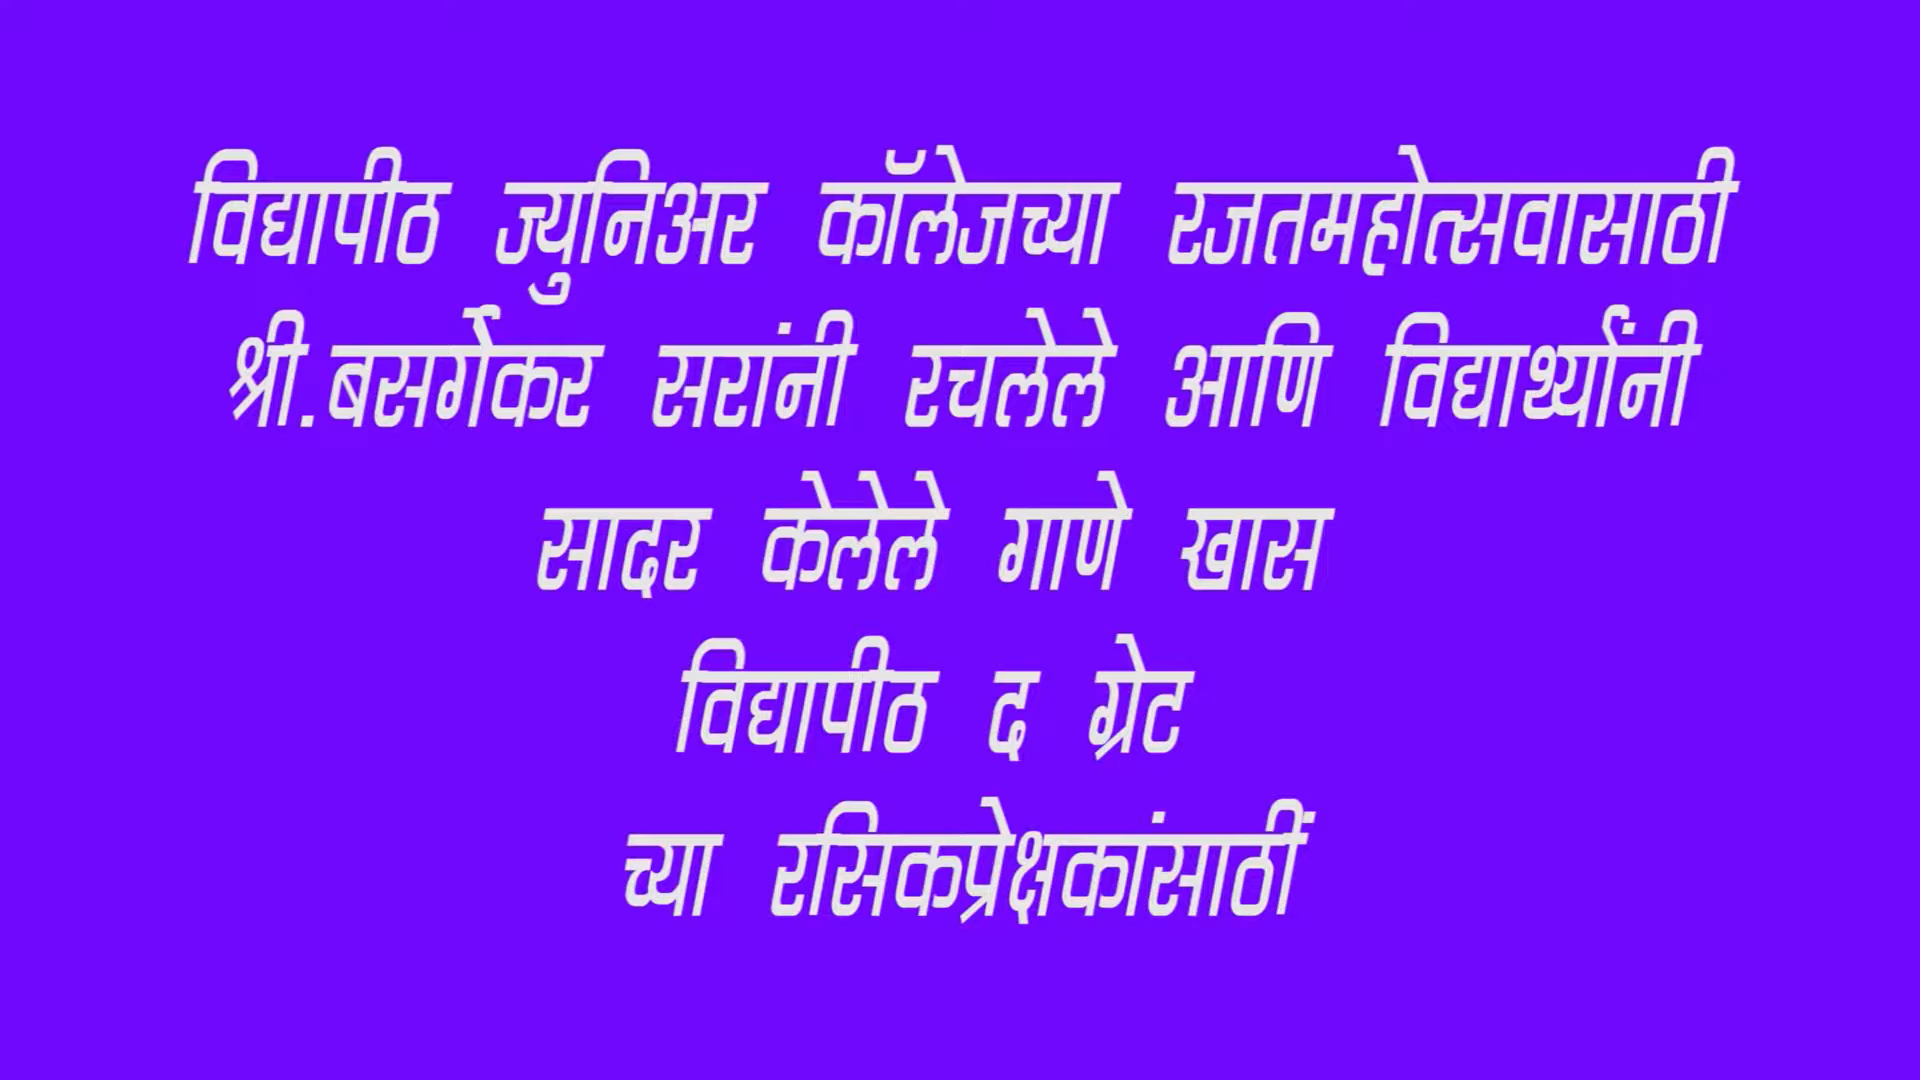 विद्यापीठ ज्युनिअर कॉलेजच्या रजतमहोत्सवासाठी
श्री.बसर्गेकर सरांनी रचलेले आणि विद्यार्थ्यांनी
सादर केलेले गाणे खास
विद्यापीठ द ग्रेट
च्या रसिकप्रेक्षकांसाठीं